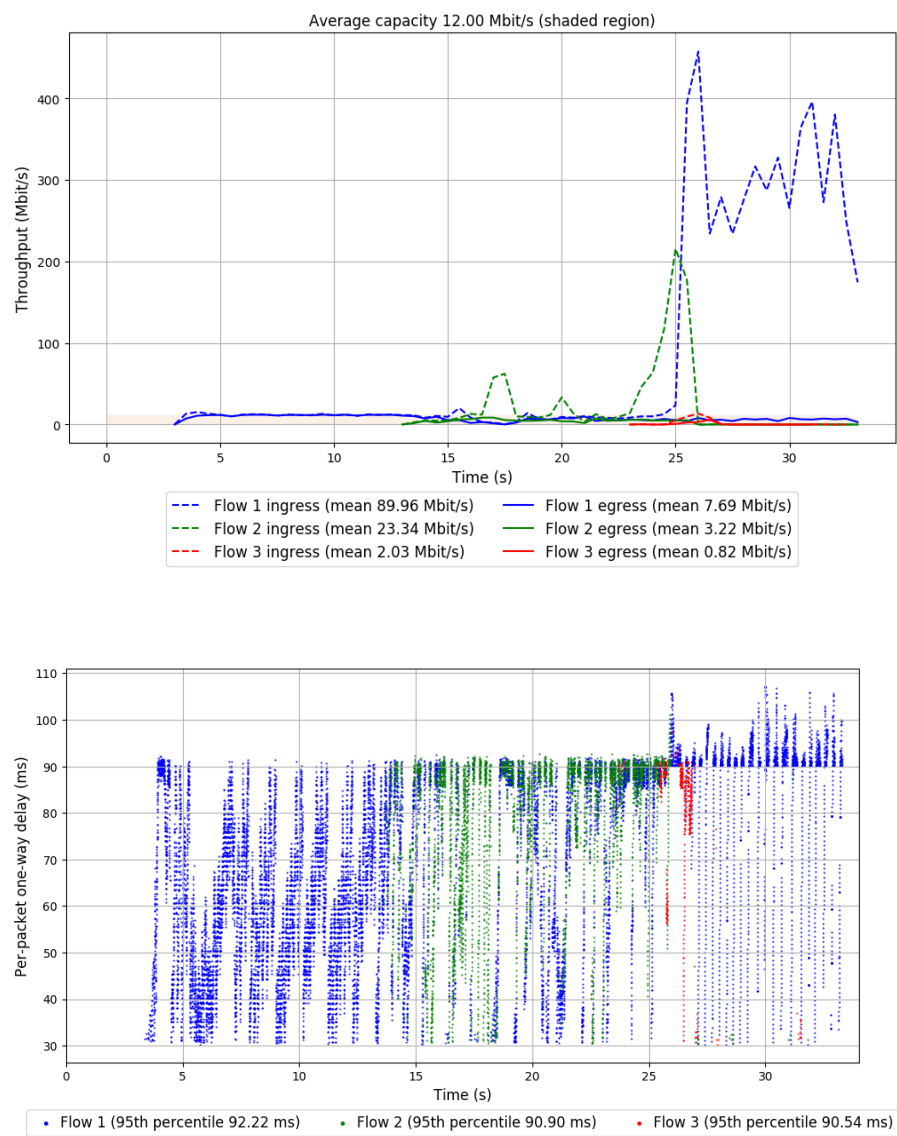 Average capacity 12.00 Mbit/s (shaded region)
400
300
200
100
0
Throughput (Mbit/s)
0 5 10 15 20 25 30
Time (s)
Flow 1 ingress (mean 89.96 Mbit/s) Flow 1 egress (mean 7.69 Mbit/s)
Flow 2 ingress (mean 23.34 Mbit/s) Flow 2 egress (mean 3.22 Mbit/s)
Flow 3 ingress (mean 2.03 Mbit/s) Flow 3 egress (mean 0.82 Mbit/s)
110
100
90
80
70
60
50
40
30
Per-packet one-way delay (ms)
0 5 10 15 20 25 30
Time (s)
Flow 1 (95th percentile 92.22 ms) Flow 2 (95th percentile 90.90 ms) Flow 3 (95th percentile 90.54 ms)